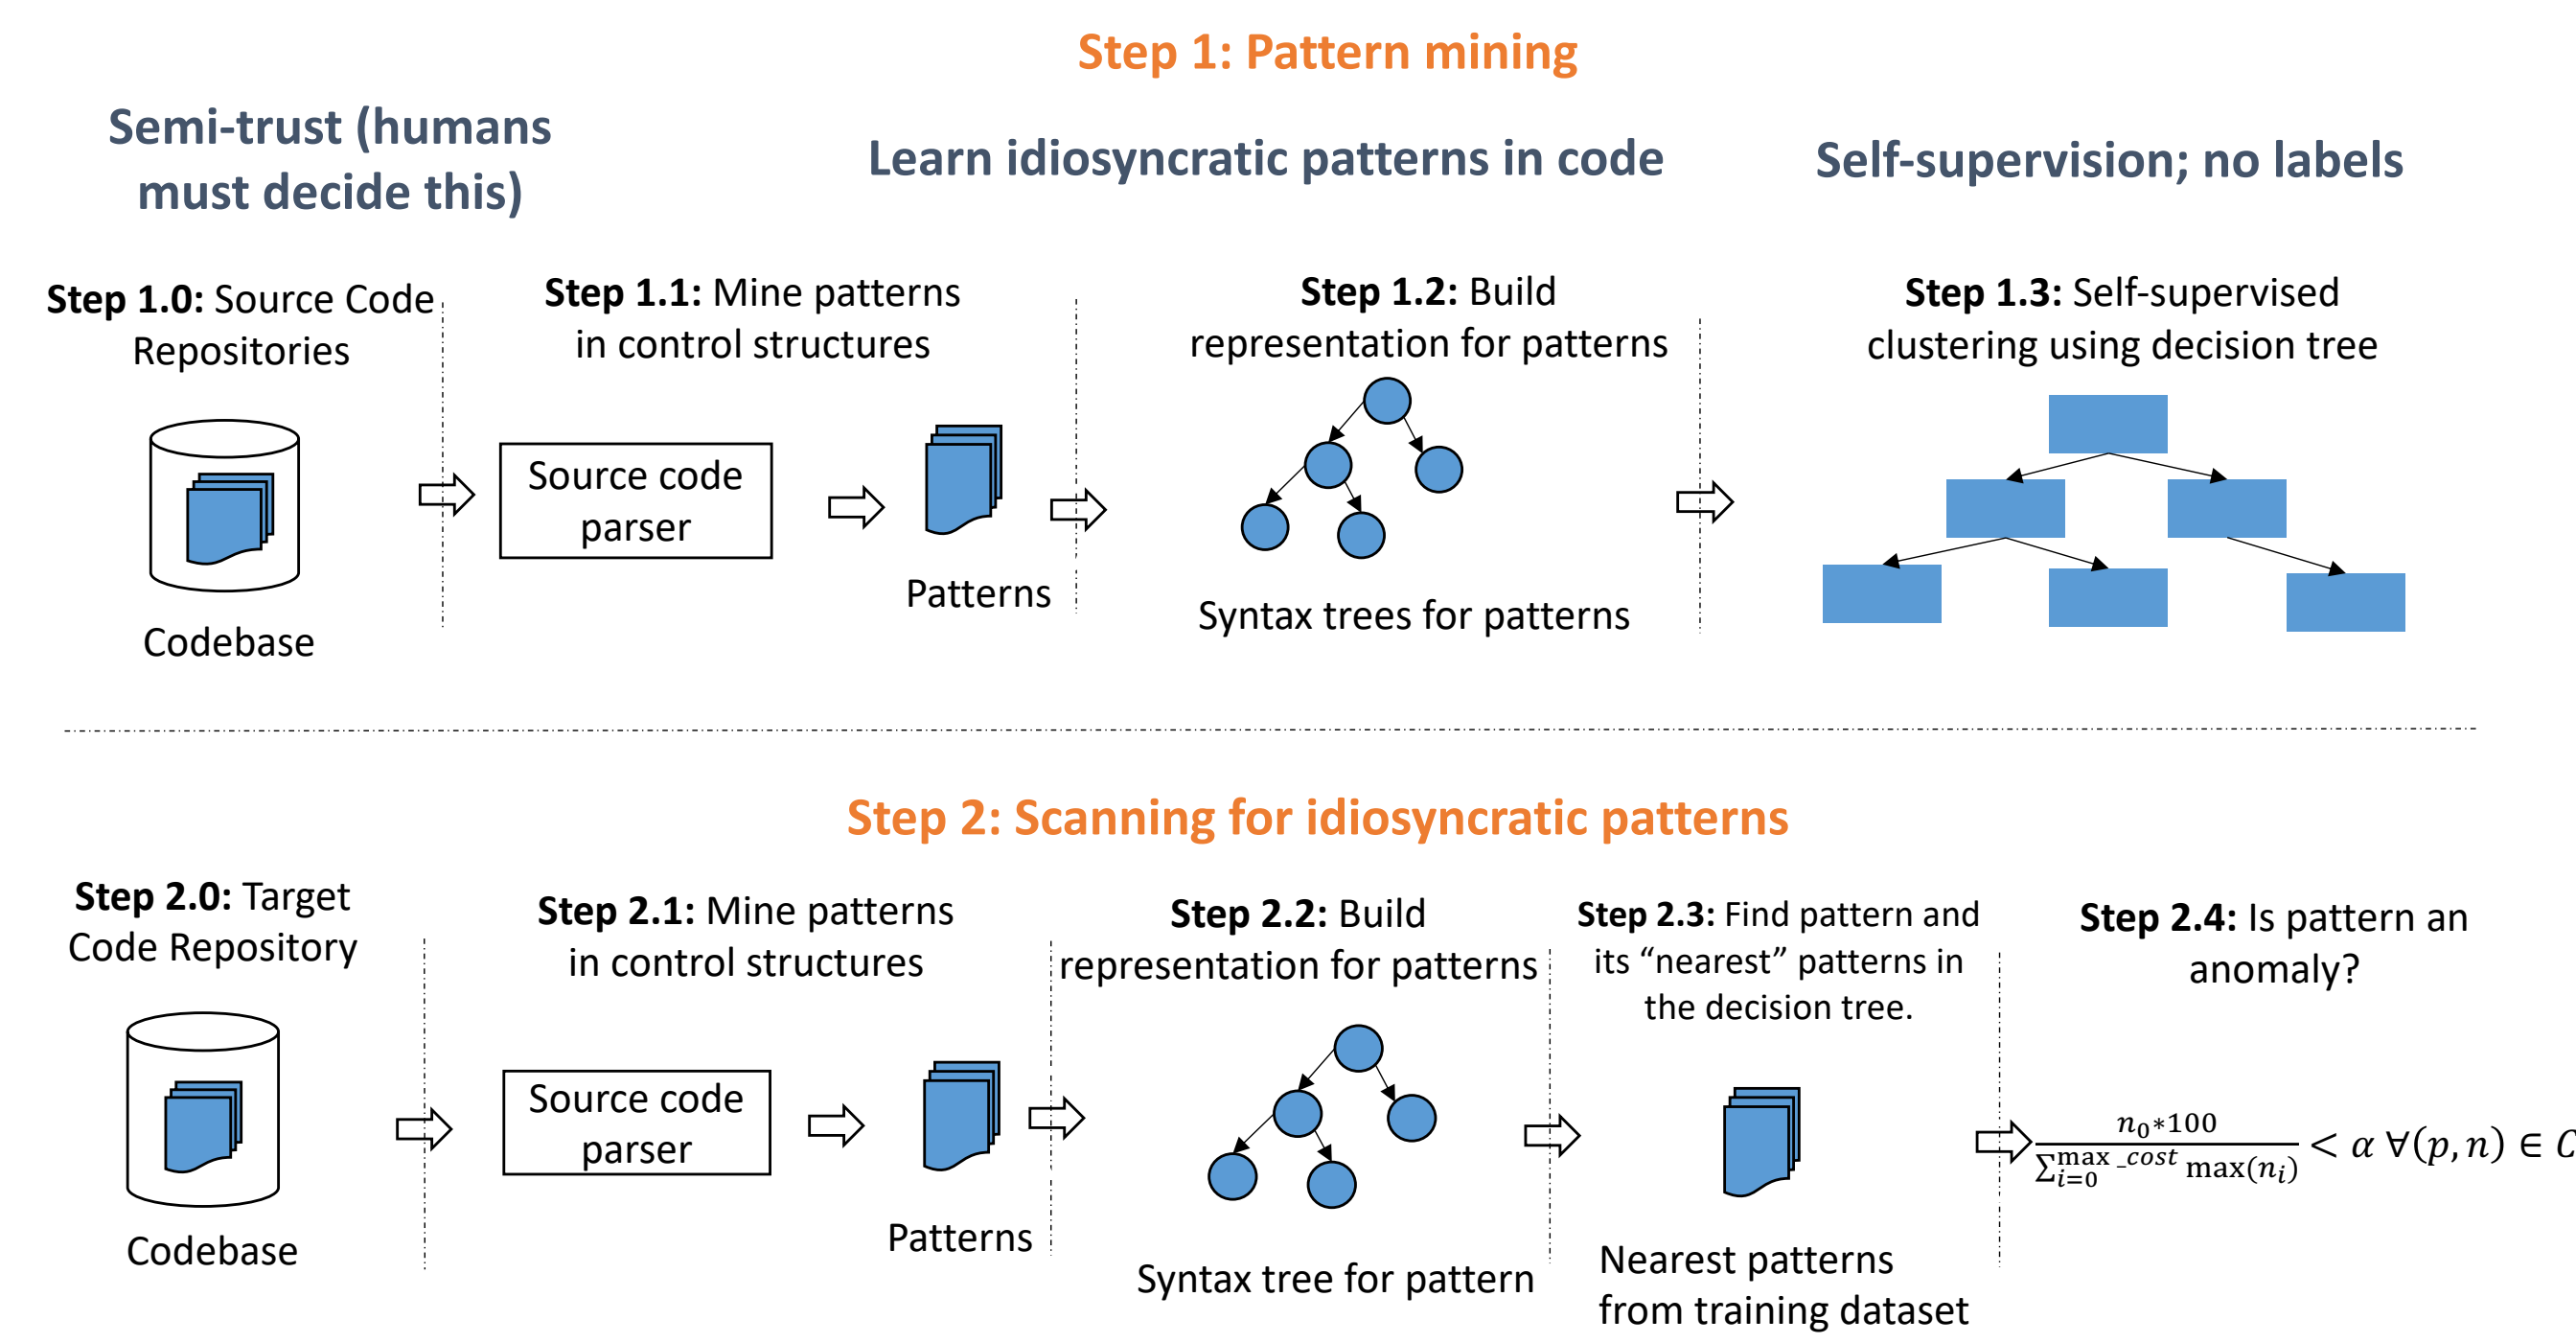 Step 1: Pattern mining
Semi-trust (humans
must decide this)
Learn idiosyncratic patterns in code
Self-supervision; no labels
Step 1.0: Source Code
Repositories
Codebase
Step 1.1: Mine patterns
in control structures
Source code
parser
Patterns
Step 1.2: Build
representation for patterns
Syntax trees for patterns
Step 1.3: Self-supervised
clustering using decision tree
Step 2: Scanning for idiosyncratic patterns
Step 2.0: Target
Code Repository
Codebase
Step 2.1: Mine patterns
in control structures
Source code
parser
Patterns
Step 2.2: Build
representation for patterns
Syntax tree for pattern
Step 2.3: Find pattern and
its “nearest” patterns in
the decision tree.
Nearest patterns
from training dataset
Step 2.4: Is pattern an
anomaly?
n₀*100
∑ᵢ₌₀^max_cost max(nᵢ) < α ∀(p, n) ∈ C